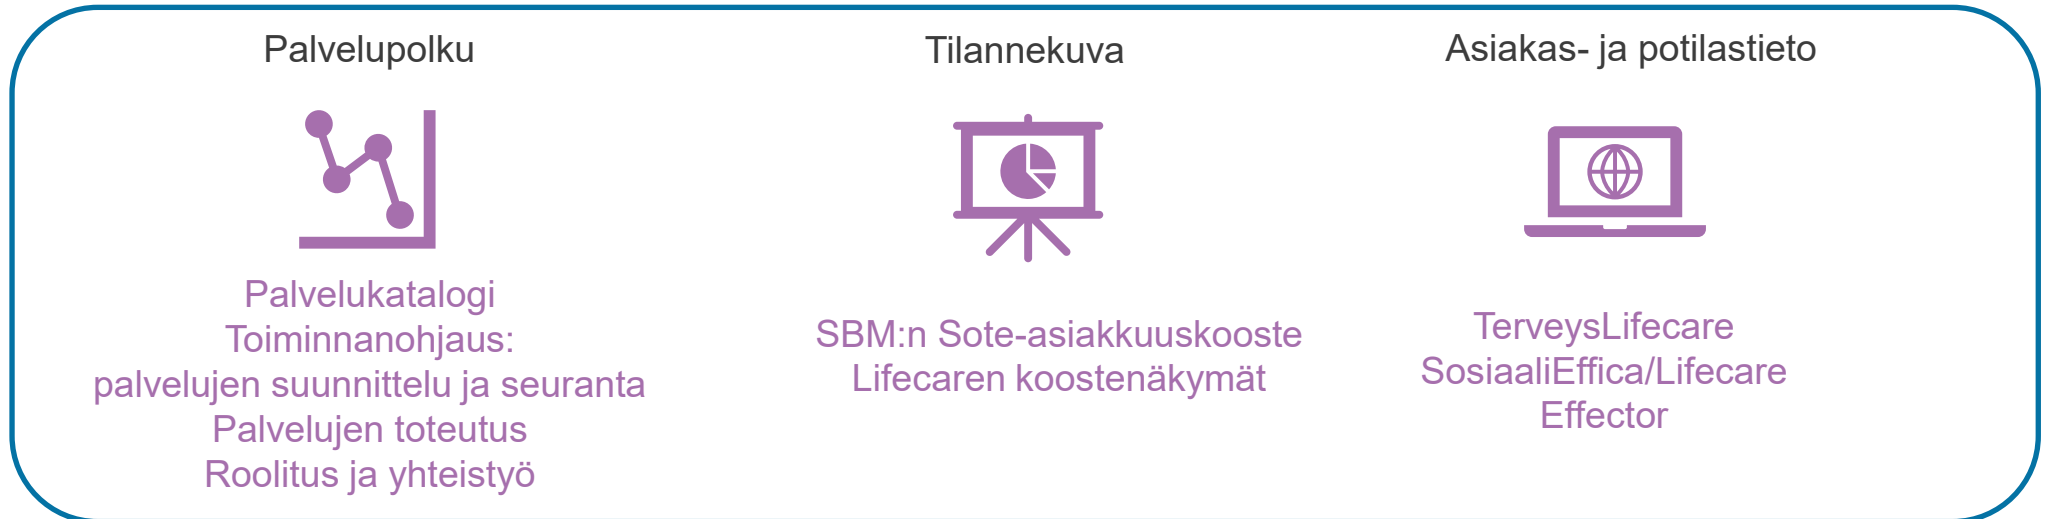 Palvelupolku
Palvelukatalogi
Toiminnanohjaus:
palvelujen suunnittelu ja seuranta
Palvelujen toteutus
Roolitus ja yhteistyö
Tilannekuva
SBM:n Sote-asiakkuuskooste
Lifecaren koostenäkymät
Asiakas- ja potilastieto
TerveysLifecare
SosiaaliEffica/Lifecare
Effector